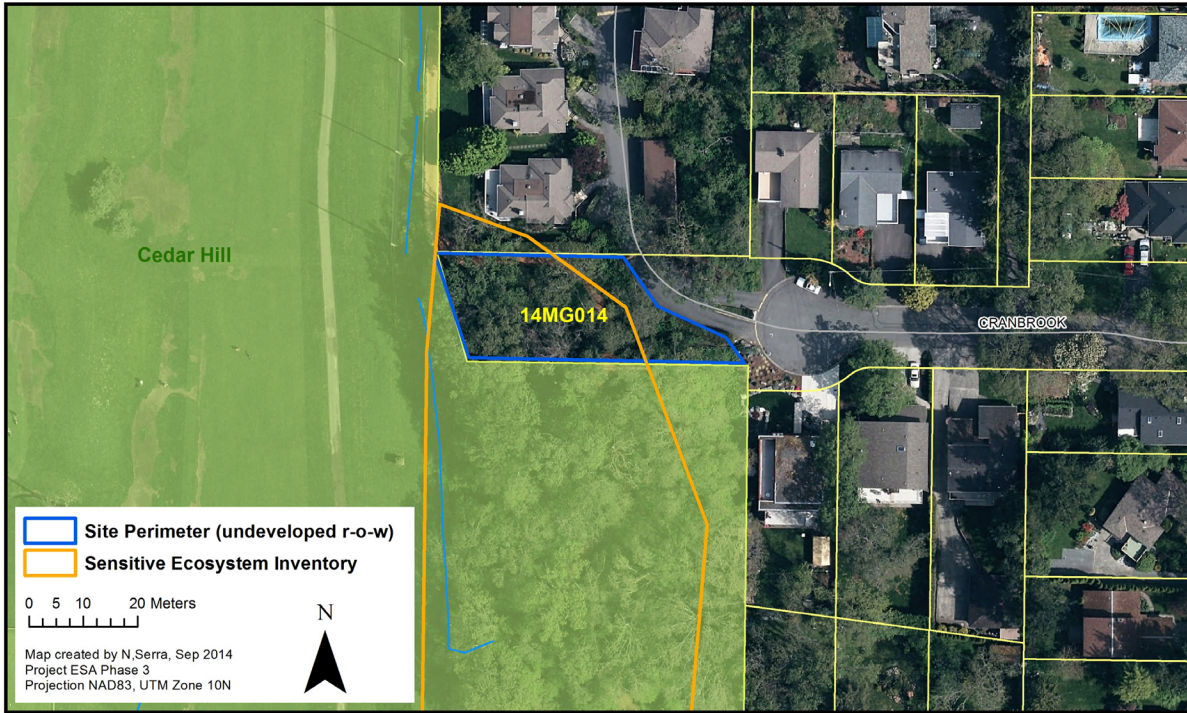 Cedar Hill
14MG014
CRANBROOK
Site Perimeter (undeveloped r-o-w)
Sensitive Ecosystem Inventory
0 5 10 20 Meters
N
Map created by N,Serra, Sep 2014
Project ESA Phase 3
Projection NAD83, UTM Zone 10N